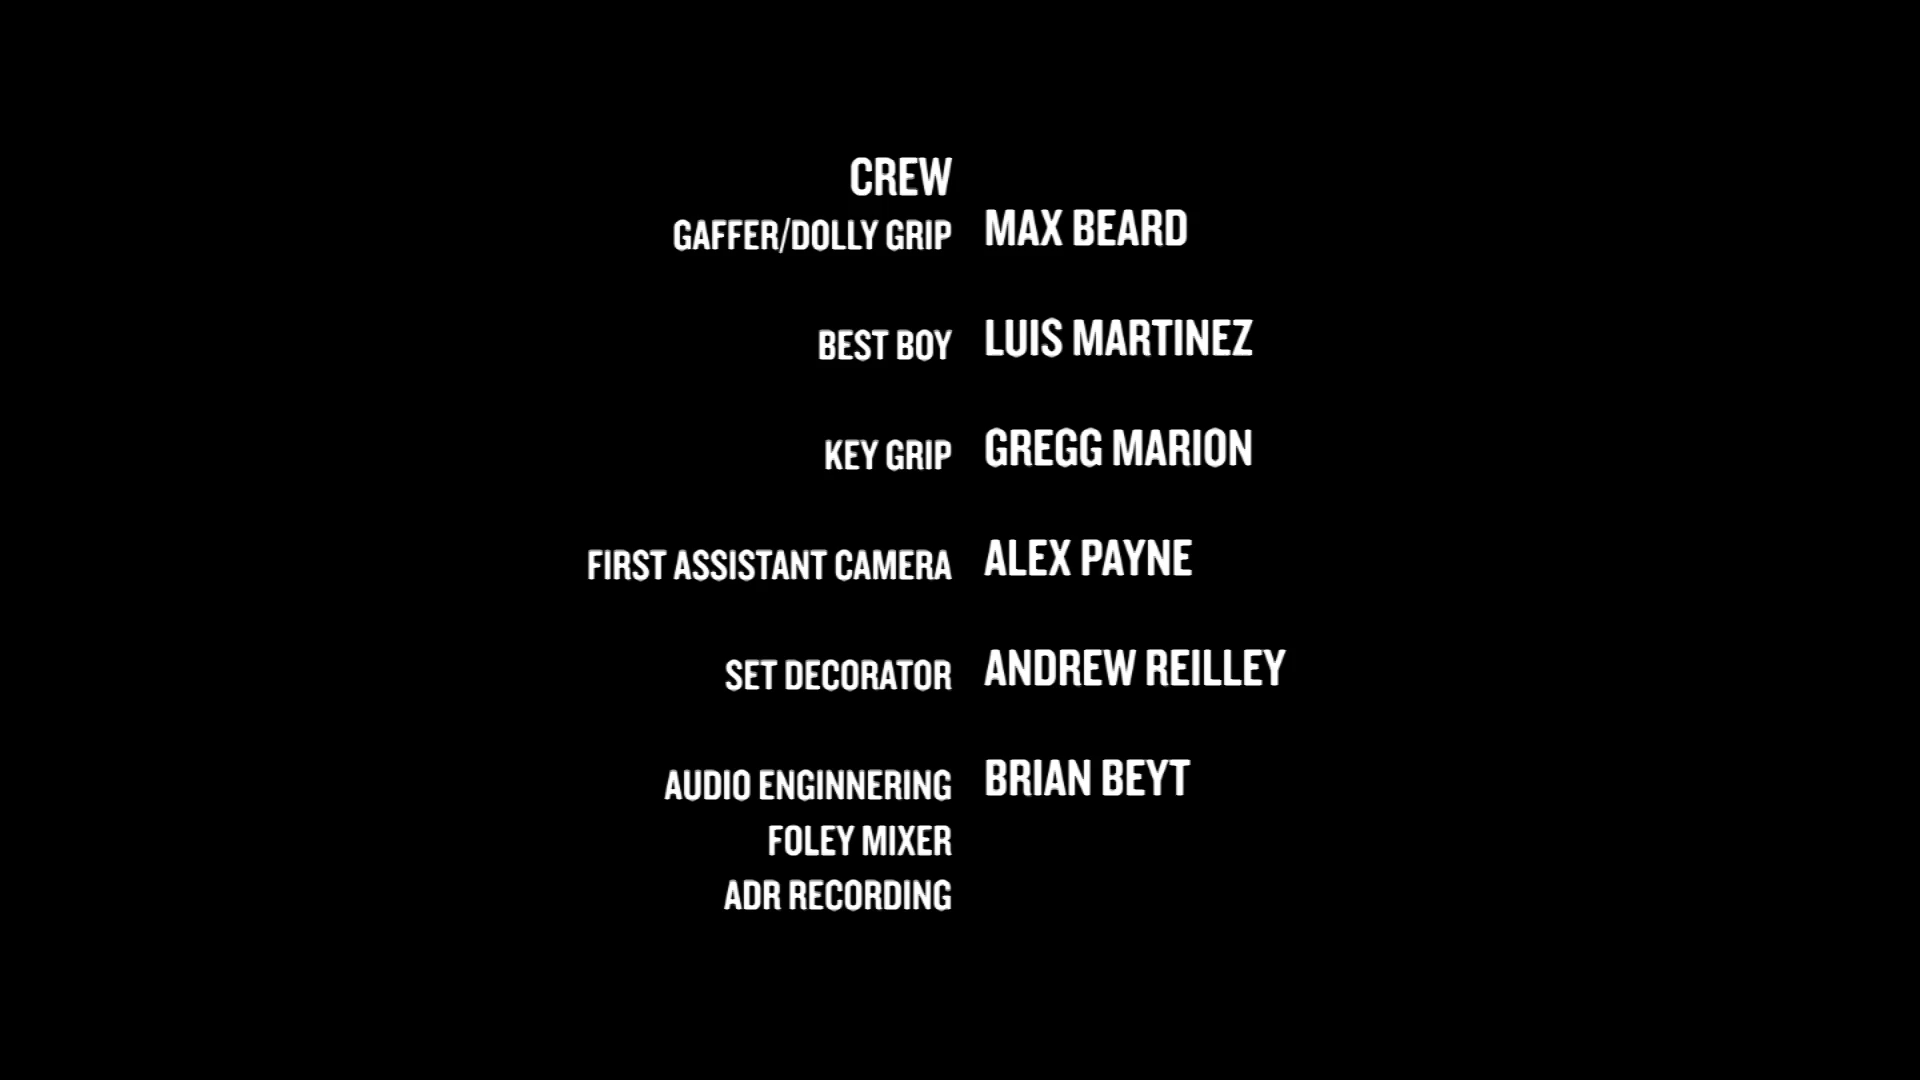 CREW
GAFFER/DOLLY GRIP MAX BEARD
BEST BOY LUIS MARTINEZ
KEY GRIP GREGG MARION
FIRST ASSISTANT CAMERA ALEX PAYNE
SET DECORATOR ANDREW REILLEY
AUDIO ENGINNERING BRIAN BEYT
FOLEY MIXER
ADR RECORDING